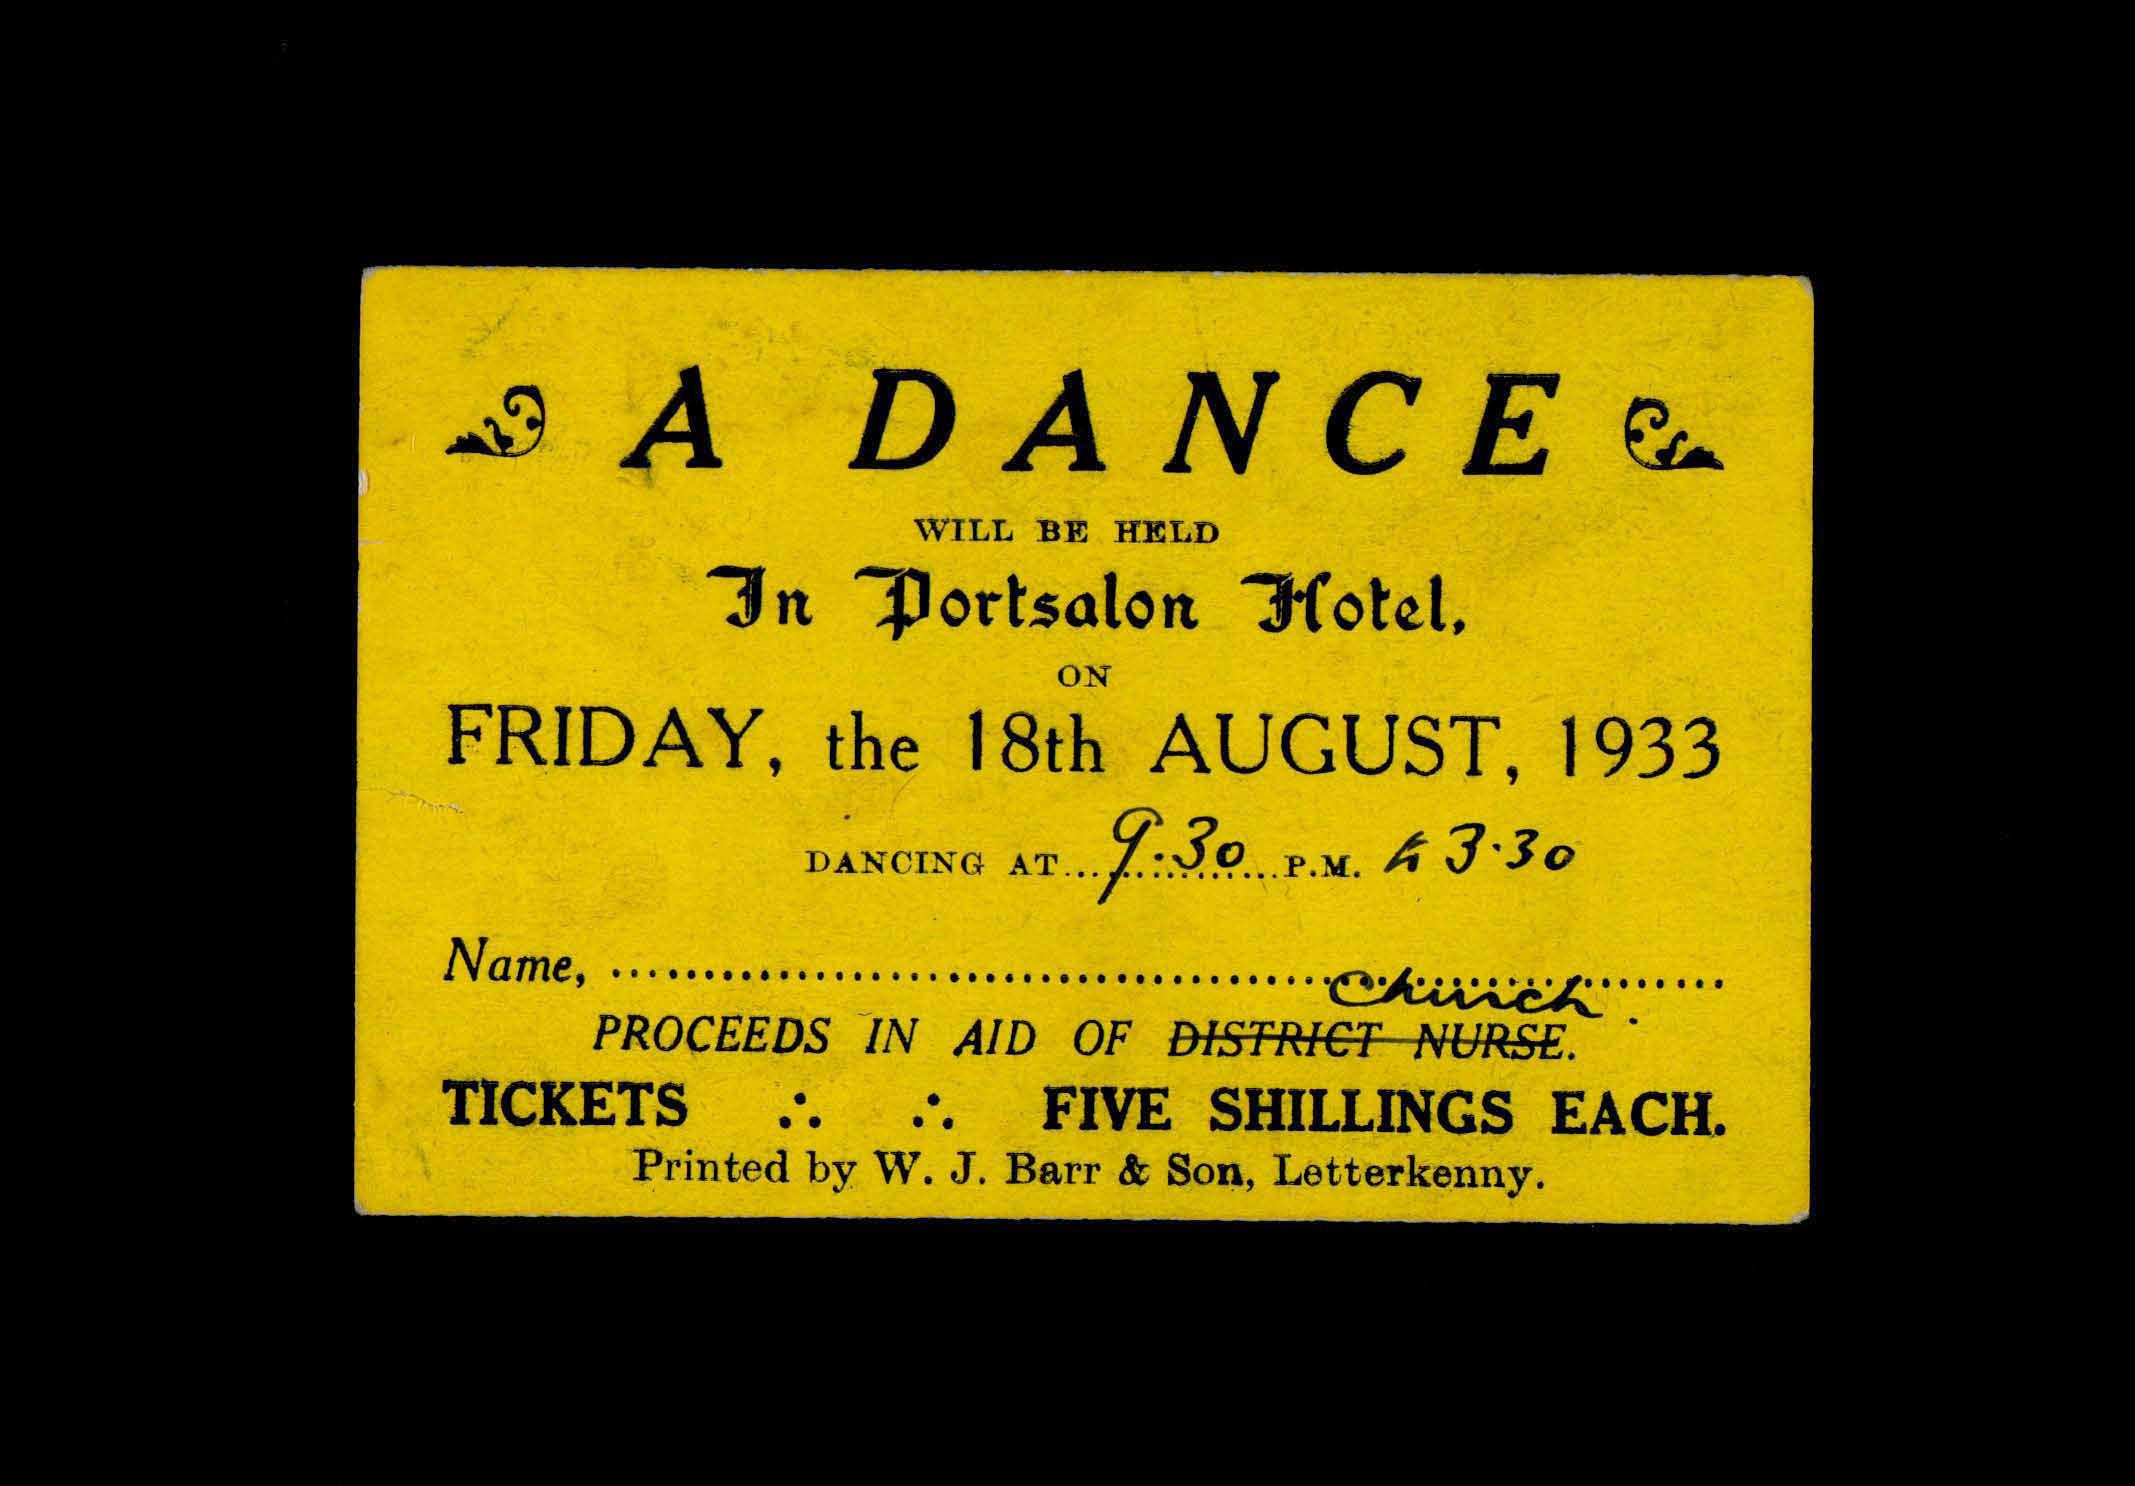 A DANCE
WILL BE HELD
In Portsalon Hotel,
ON
FRIDAY, the 18th AUGUST, 1933
DANCING AT...9.30...P.M. to 3.30
Name, ..........................................................
Church.
PROCEEDS IN AID OF DISTRICT NURSE.
TICKETS ∴ ∴ FIVE SHILLINGS EACH.
Printed by W. J. Barr & Son, Letterkenny.